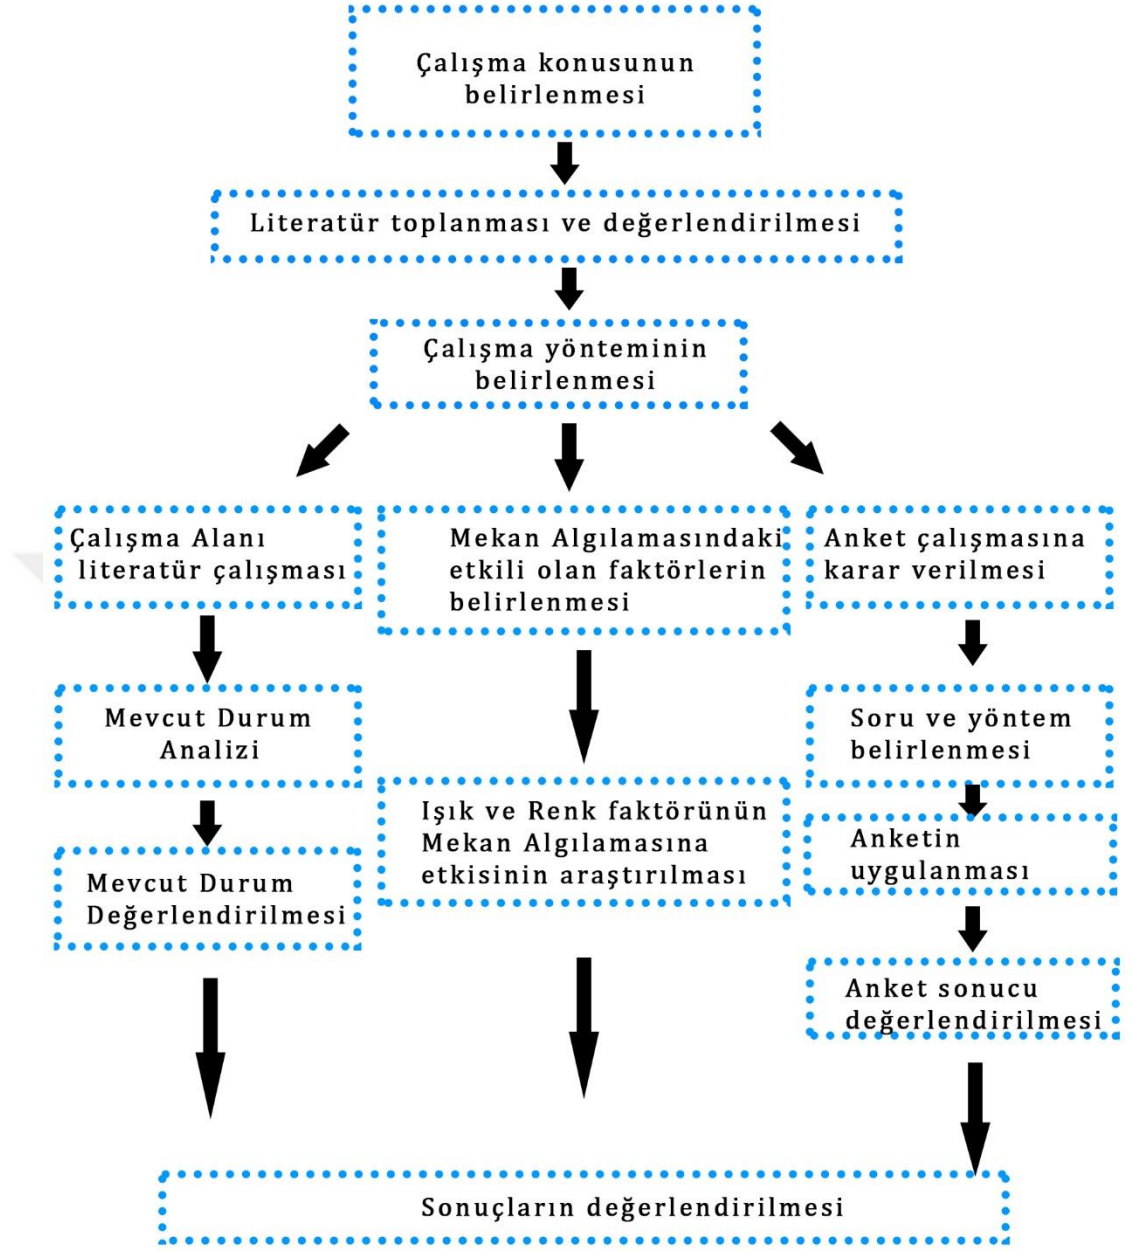 Çalışma konusunun
belirlenmesi
Literatür toplanması ve değerlendirilmesi
Çalışma yönteminin
belirlenmesi
Çalışma Alanı
literatür çalışması
Mekan Algılamasındaki
etkili olan faktörlerin
belirlenmesi
Anket çalışmasına
karar verilmesi
Mevcut Durum
Analizi
Soru ve yöntem
belirlenmesi
Işık ve Renk faktörünün
Mekan Algılamasına
etkisinin araştırılması
Anketin
uygulanması
Mevcut Durum
Değerlendirilmesi
Anket sonucu
değerlendirilmesi
Sonuçların değerlendirilmesi